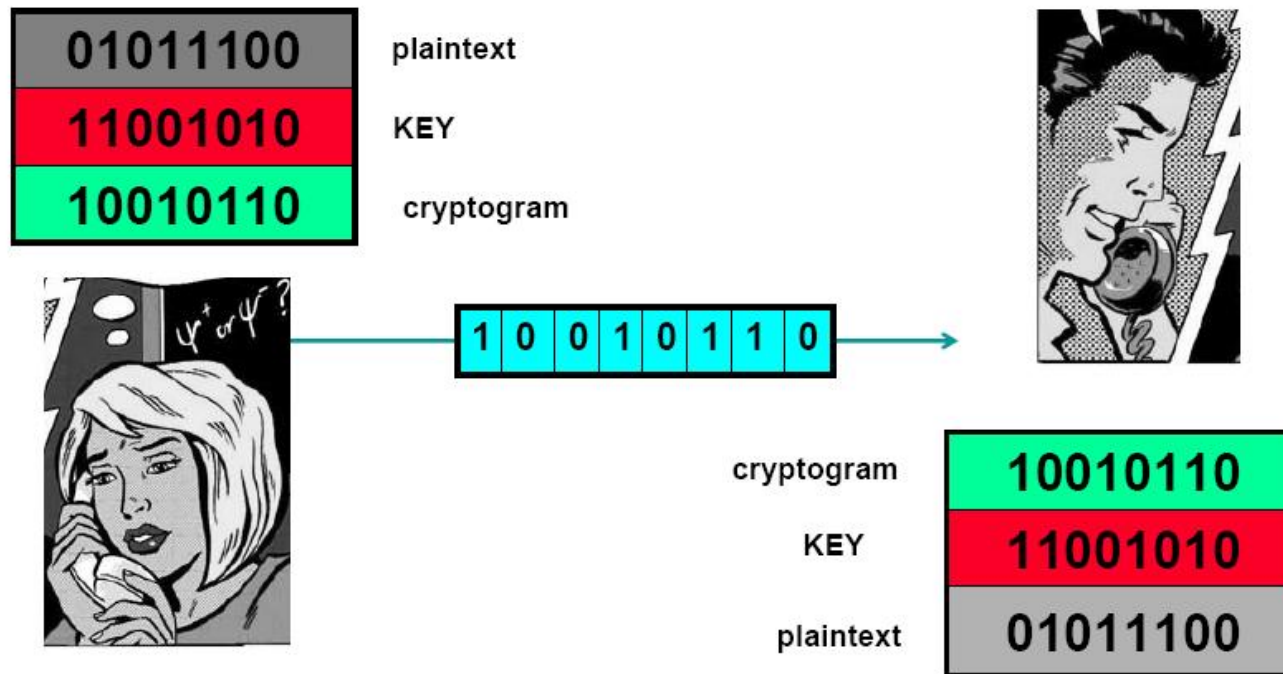 01011100 plaintext
11001010 KEY
10010110 cryptogram
ψ+ or ψ- ?
1 0 0 1 0 1 1 0
cryptogram 10010110
KEY 11001010
plaintext 01011100